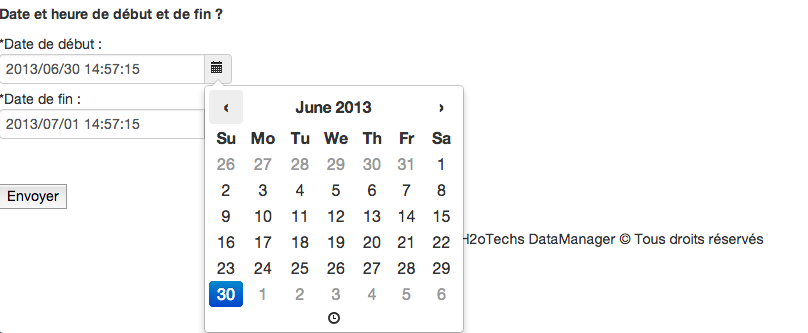 Date et heure de début et de fin ?
*Date de début :
2013/06/30 14:57:15
*Date de fin :
2013/07/01 14:57:15
‹ June 2013 ›
Su Mo Tu We Th Fr Sa
26 27 28 29 30 31 1
2 3 4 5 6 7 8
9 10 11 12 13 14 15
16 17 18 19 20 21 22
23 24 25 26 27 28 29
30 1 2 3 4 5 6
Envoyer
H2oTechs DataManager © Tous droits réservés